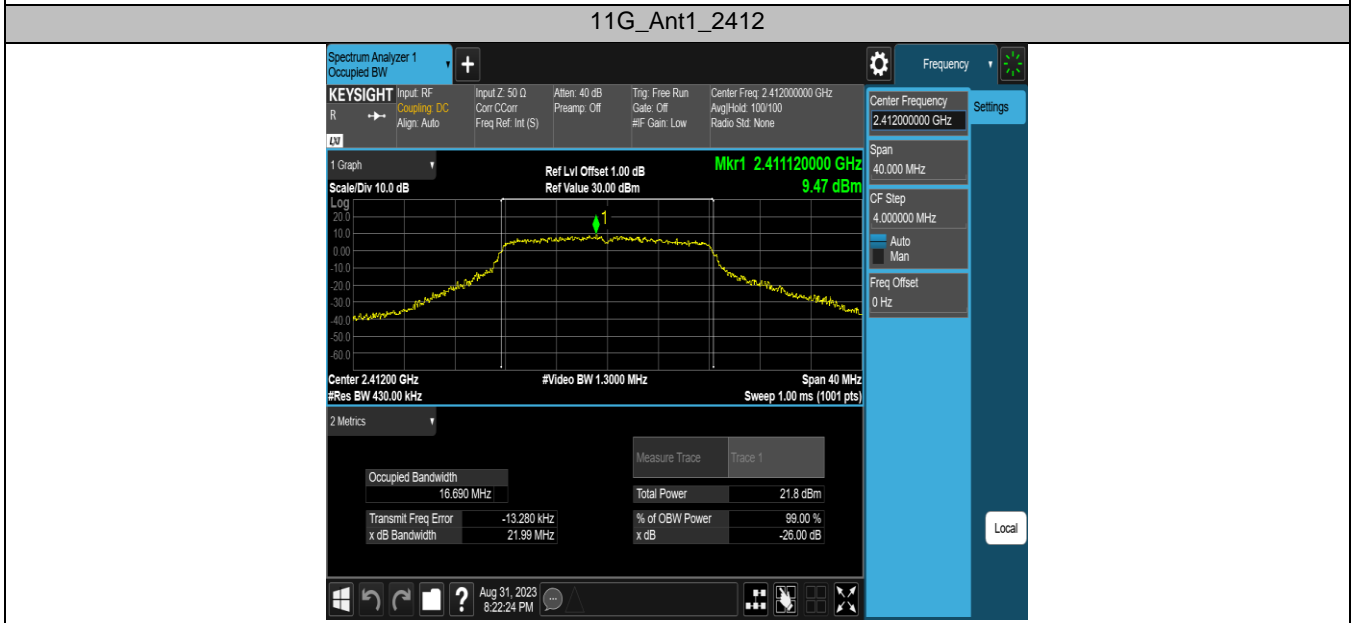 11G_Ant1_2412
Spectrum Analyzer 1
Occupied BW
+
Frequency
KEYSIGHT
R
LXI
Input: RF
Coupling: DC
Align: Auto
Input Z: 50 Ω
Corr CCorr
Freq Ref: Int (S)
Atten: 40 dB
Preamp: Off
Trig: Free Run
Gate: Off
#IF Gain: Low
Center Freq: 2.412000000 GHz
Avg|Hold: 100/100
Radio Std: None
Center Frequency
2.412000000 GHz
Settings
Span
40.000 MHz
CF Step
4.000000 MHz
Auto
Man
Freq Offset
0 Hz
Local
1 Graph
Scale/Div 10.0 dB
Ref Lvl Offset 1.00 dB
Ref Value 30.00 dBm
Mkr1 2.411120000 GHz
9.47 dBm
Log
20.0
10.0
0.00
-10.0
-20.0
-30.0
-40.0
-50.0
-60.0
1
Center 2.41200 GHz
#Video BW 1.3000 MHz
Span 40 MHz
#Res BW 430.00 kHz
Sweep 1.00 ms (1001 pts)
2 Metrics
Measure Trace Trace 1
Occupied Bandwidth
16.690 MHz
Total Power 21.8 dBm
Transmit Freq Error -13.280 kHz
% of OBW Power 99.00 %
x dB Bandwidth 21.99 MHz
x dB -26.00 dB
?
Aug 31, 2023
8:22:24 PM